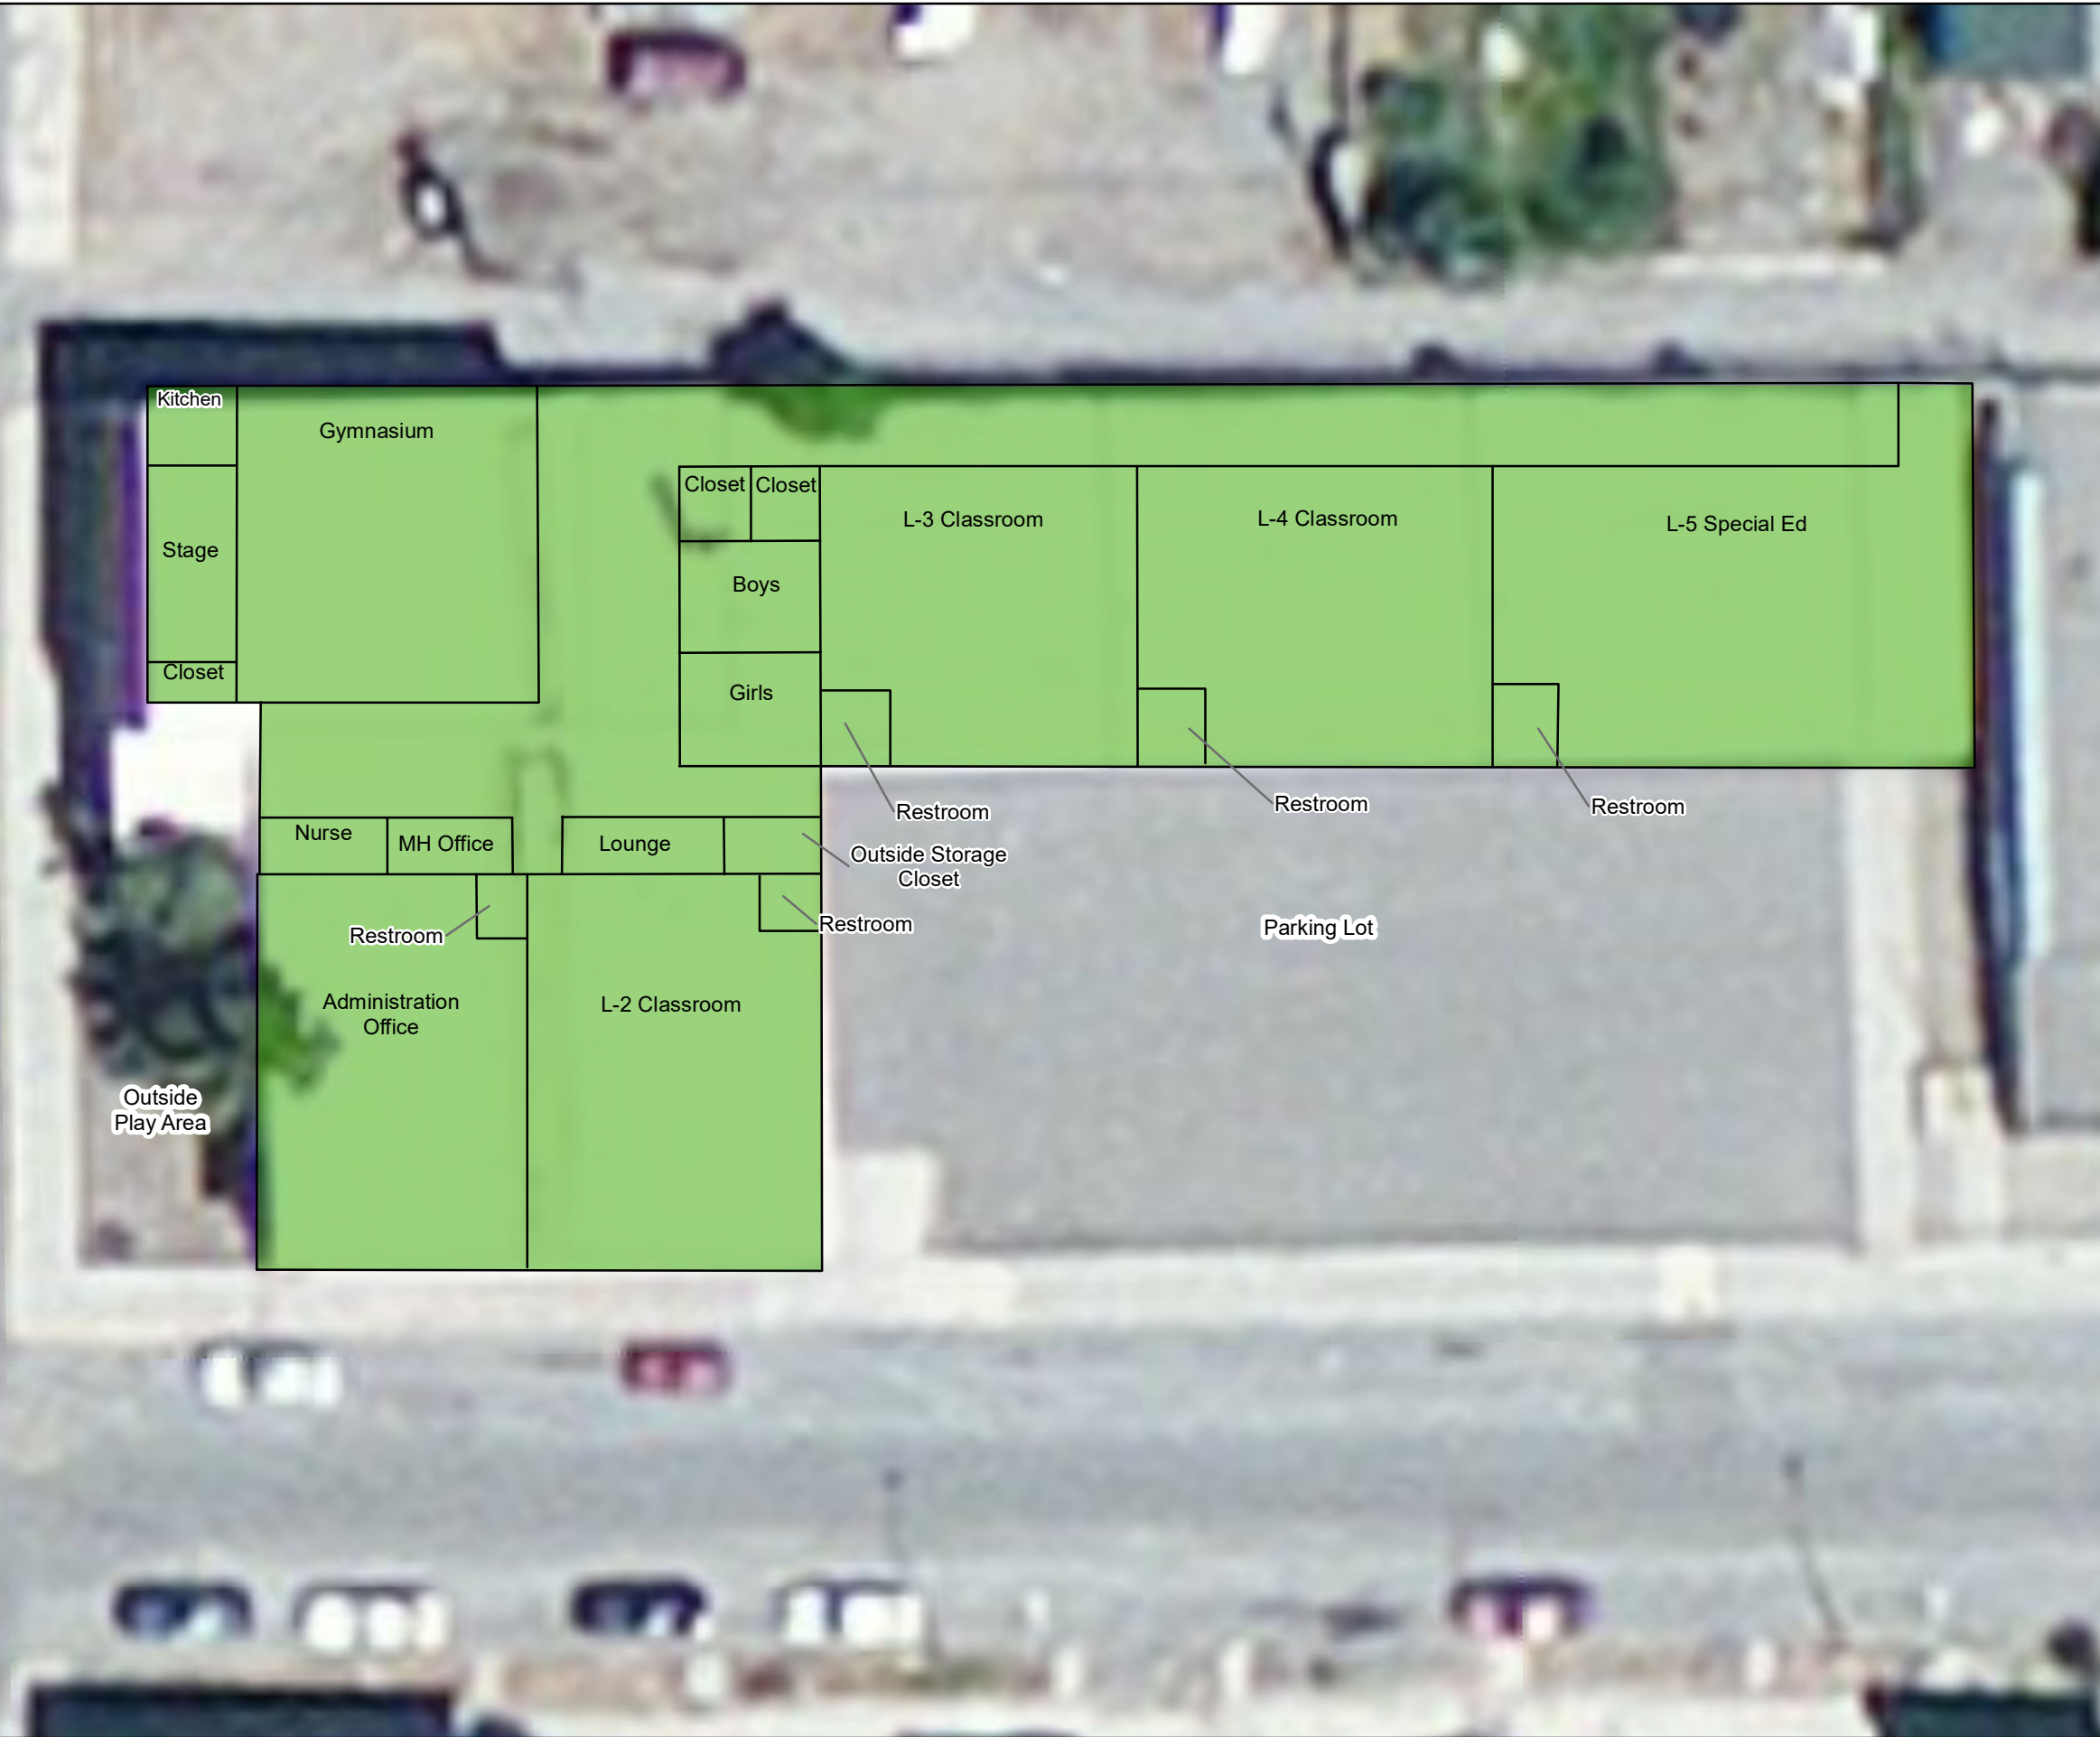 Kitchen
Gymnasium
Closet
Closet
L-3 Classroom
L-4 Classroom
L-5 Special Ed
Stage
Boys
Closet
Girls
Restroom
Restroom
Restroom
Nurse
MH Office
Lounge
Outside Storage
Closet
Restroom
Restroom
Parking Lot
Administration
Office
L-2 Classroom
Outside
Play Area